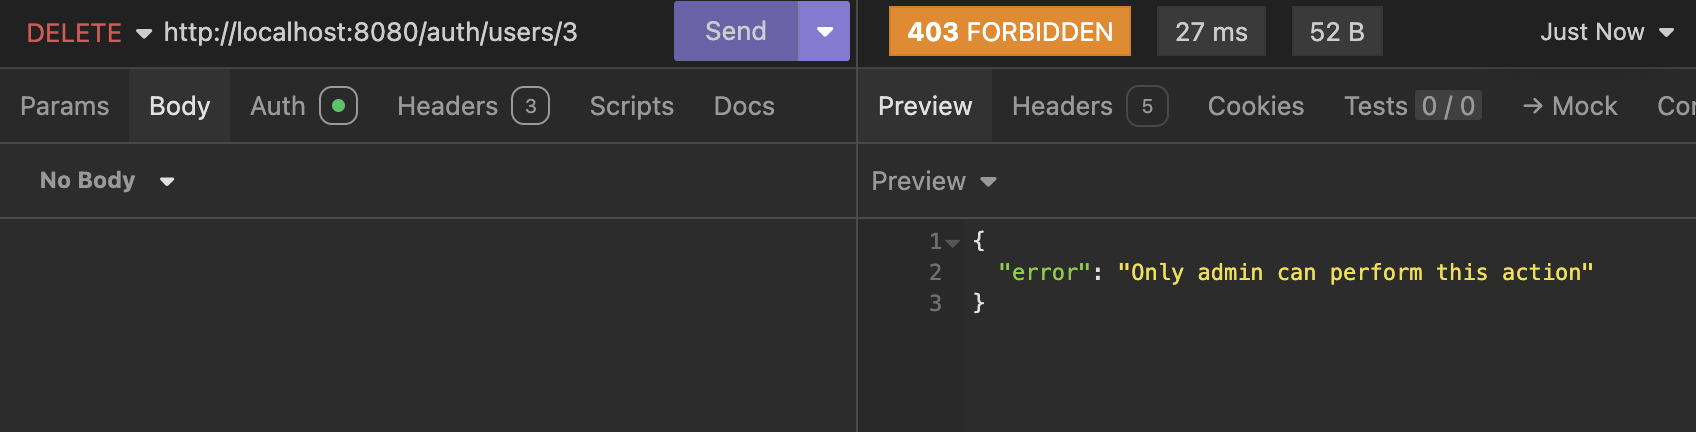 DELETE http://localhost:8080/auth/users/3 Send 403 FORBIDDEN 27 ms 52 B Just Now
Params Body Auth Headers 3 Scripts Docs Preview Headers 5 Cookies Tests 0 / 0 → Mock Con
No Body Preview
1 {
2 "error": "Only admin can perform this action"
3 }